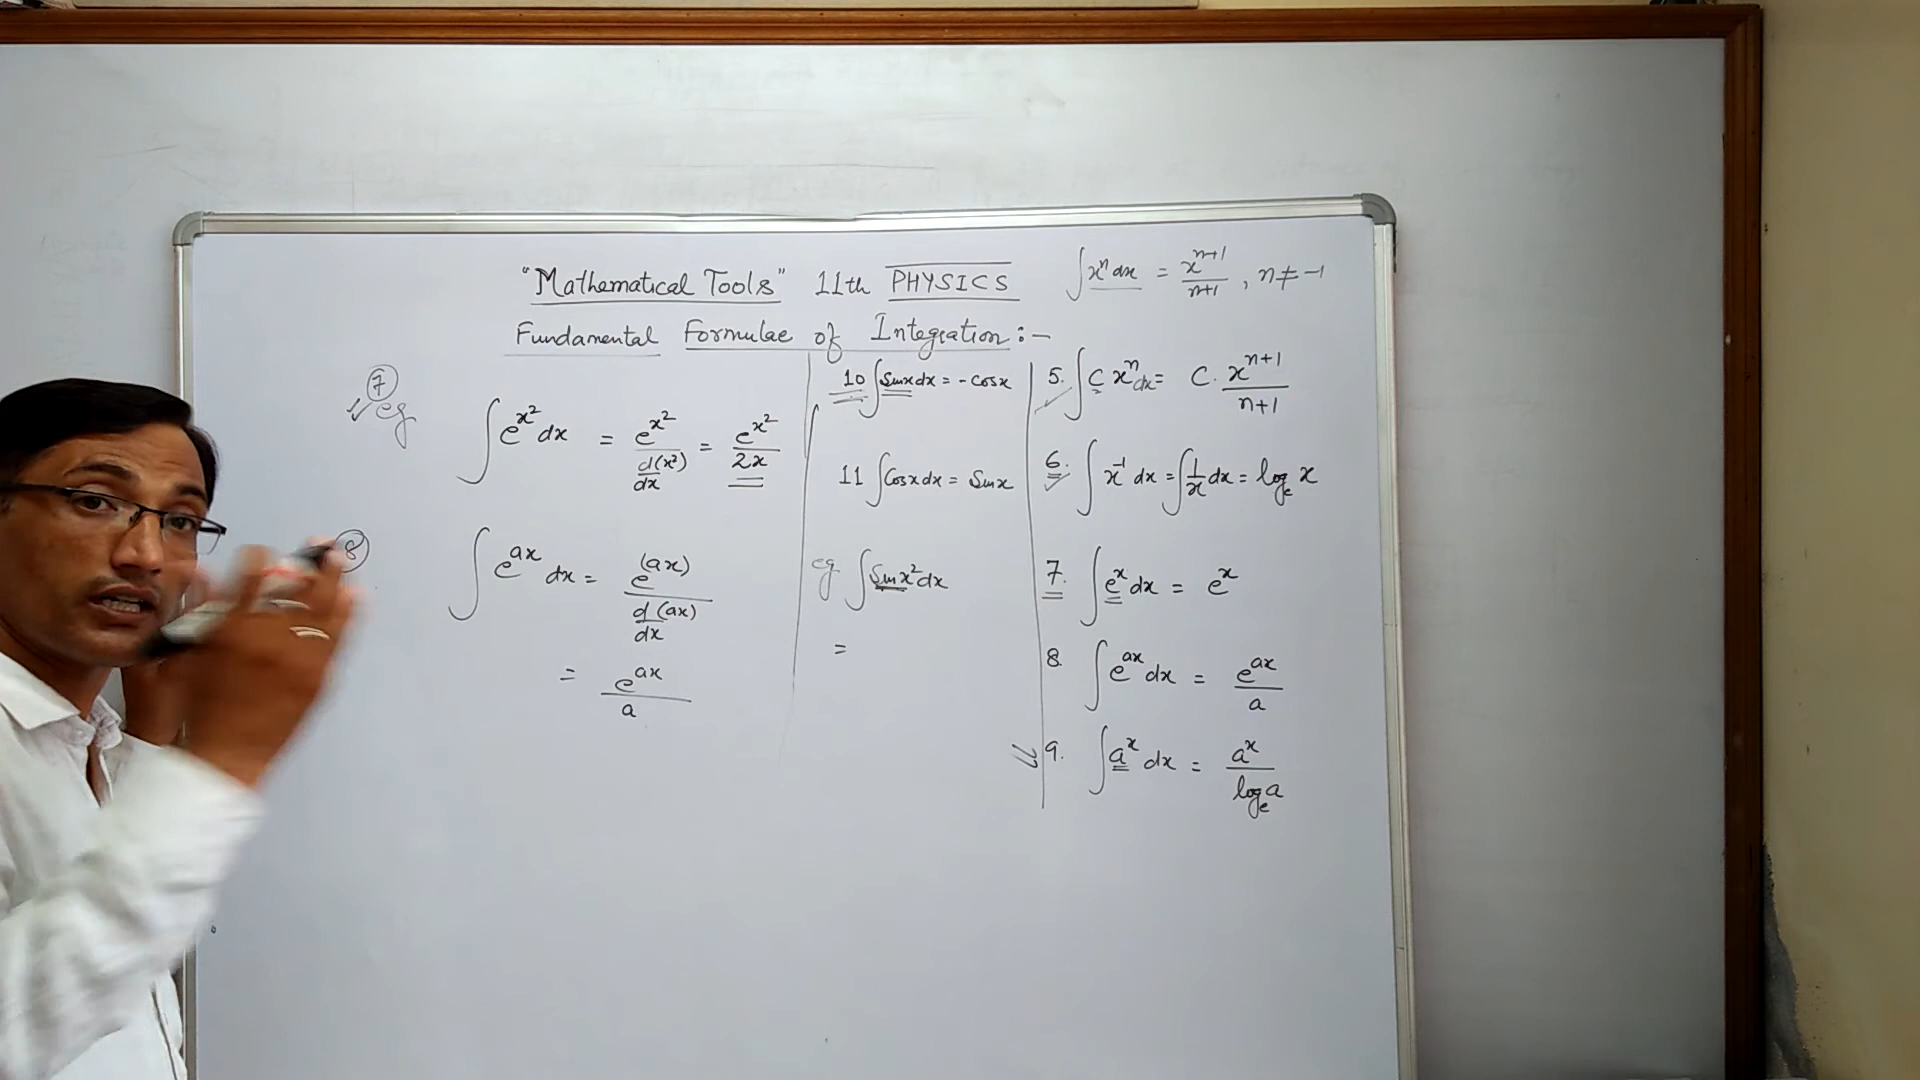 "Mathematical Tools" 11th PHYSICS
∫xⁿ dx = x^(n+1)/(n+1), n ≠ -1
Fundamental Formulae of Integration :-
⑦
eg
∫e^(x²) dx = e^(x²)/(d(x²)/dx) = e^(x²)/2x
⑧
∫e^(ax) dx = e^(ax)/(d(ax)/dx)
= e^(ax)/a
10 ∫Sinx dx = - Cosx
11 ∫Cosx dx = Sinx
eg ∫Sinx² dx
=
5. ∫C xⁿ dx = C. x^(n+1)/(n+1)
6. ∫x⁻¹ dx = ∫1/x dx = logₑ x
7. ∫eˣ dx = eˣ
8. ∫e^(ax) dx = e^(ax)/a
9. ∫aˣ dx = aˣ/logₑa